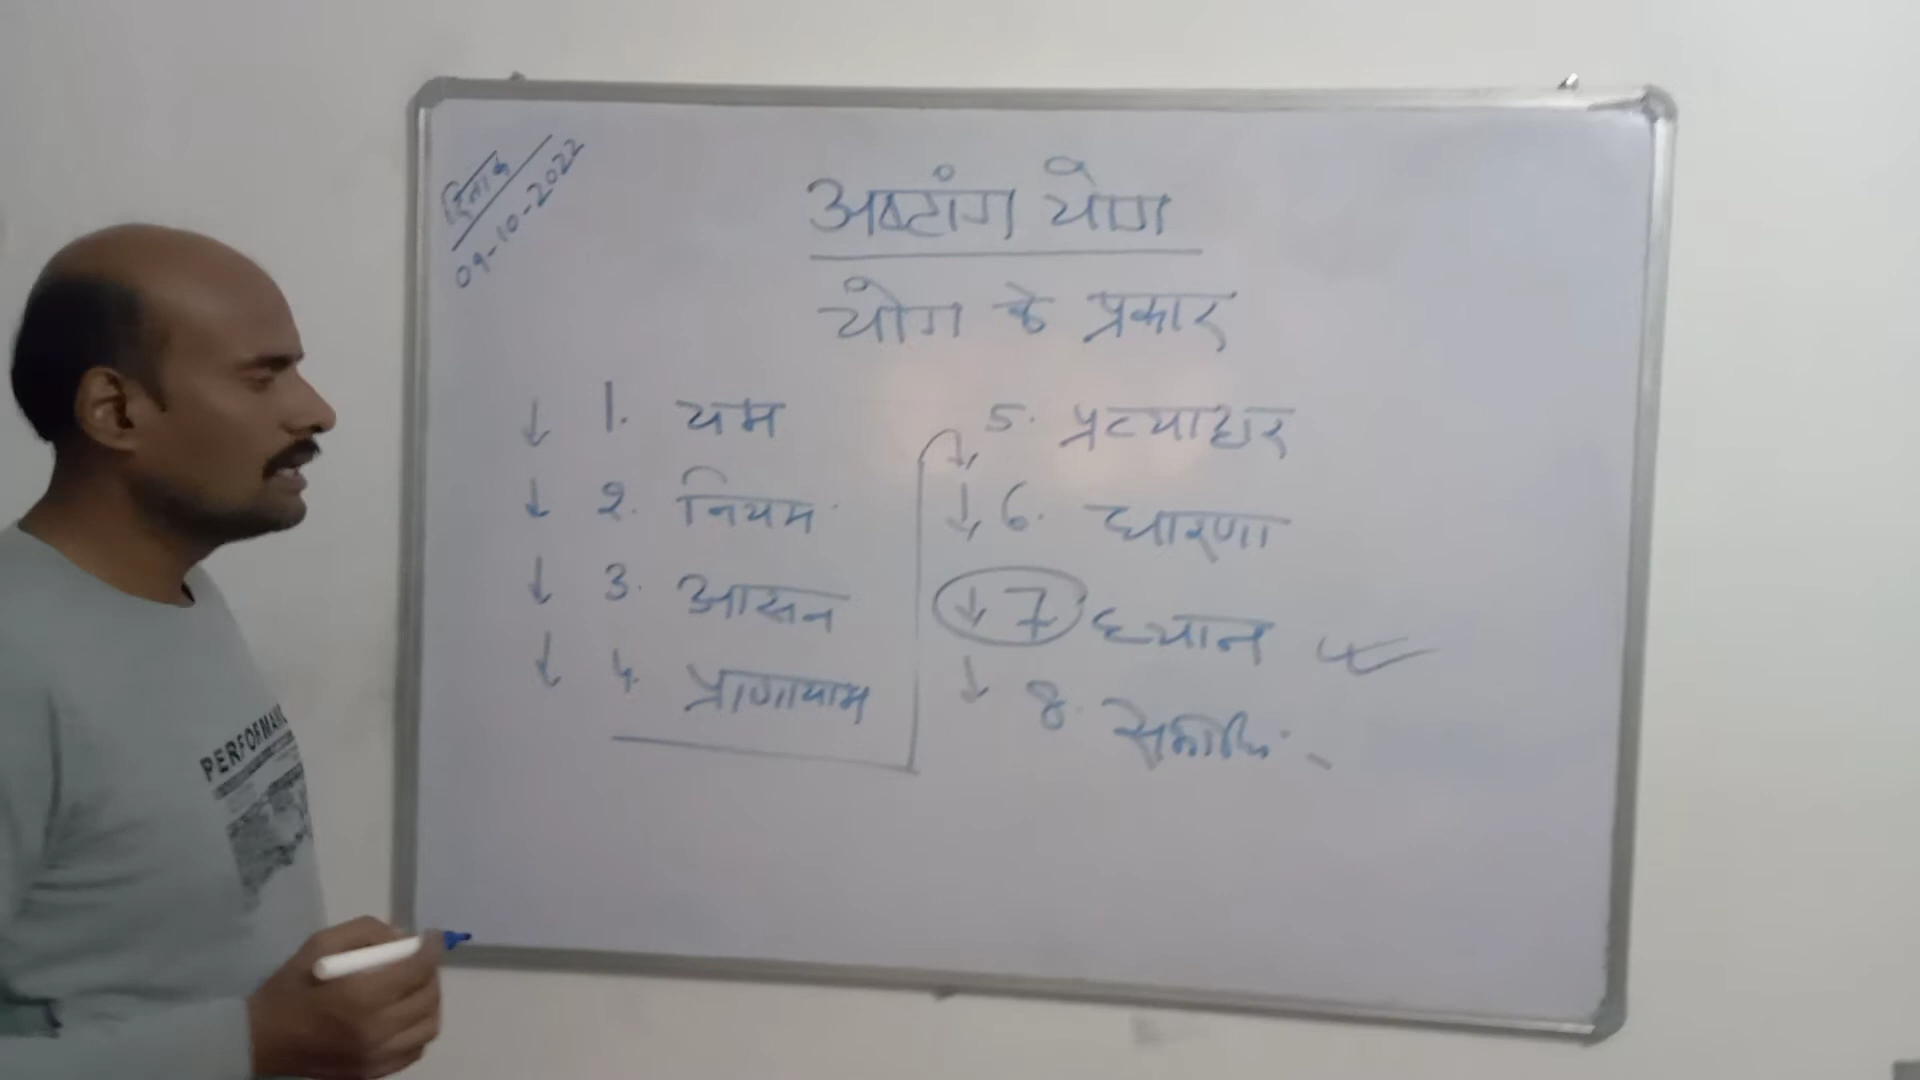 दिनांक
09-10-2022
अष्टांग योग
योग के प्रकार
1. यम
2. नियम
3. आसन
4. प्राणायाम
5. प्रत्याहार
6. धारणा
7 ध्यान
8. समाधि
PERFORMANC